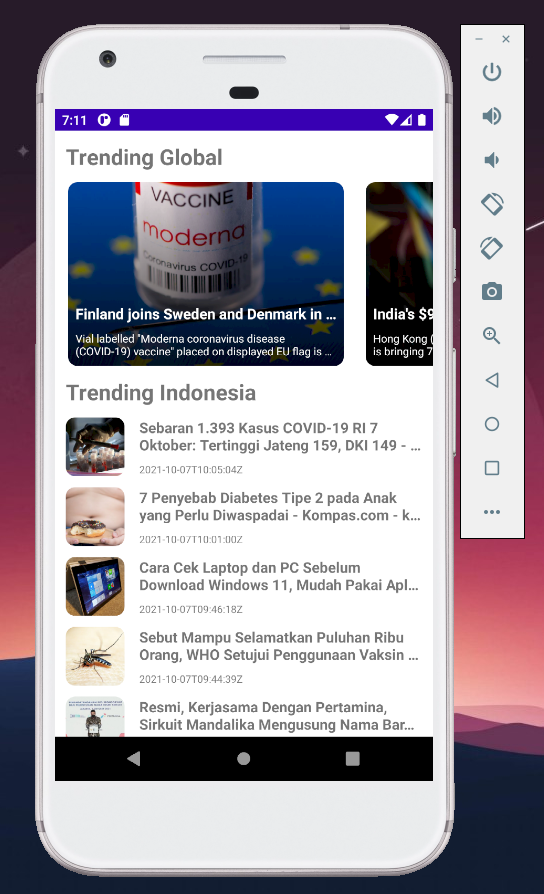 7:11
Trending Global
VACCINE
moderna
Coronavirus COVID-19
Finland joins Sweden and Denmark in ...
Vial labelled "Moderna coronavirus disease
(COVID-19) vaccine" placed on displayed EU flag is ...
India's $9
Hong Kong (
is bringing 7
Trending Indonesia
Sebaran 1.393 Kasus COVID-19 RI 7
Oktober: Tertinggi Jateng 159, DKI 149 - ...
2021-10-07T10:05:04Z
7 Penyebab Diabetes Tipe 2 pada Anak
yang Perlu Diwaspadai - Kompas.com - k...
2021-10-07T10:01:00Z
Cara Cek Laptop dan PC Sebelum
Download Windows 11, Mudah Pakai Apl...
2021-10-07T09:46:18Z
Sebut Mampu Selamatkan Puluhan Ribu
Orang, WHO Setujui Penggunaan Vaksin ...
2021-10-07T09:44:39Z
Resmi, Kerjasama Dengan Pertamina,
Sirkuit Mandalika Mengusung Nama Bar...